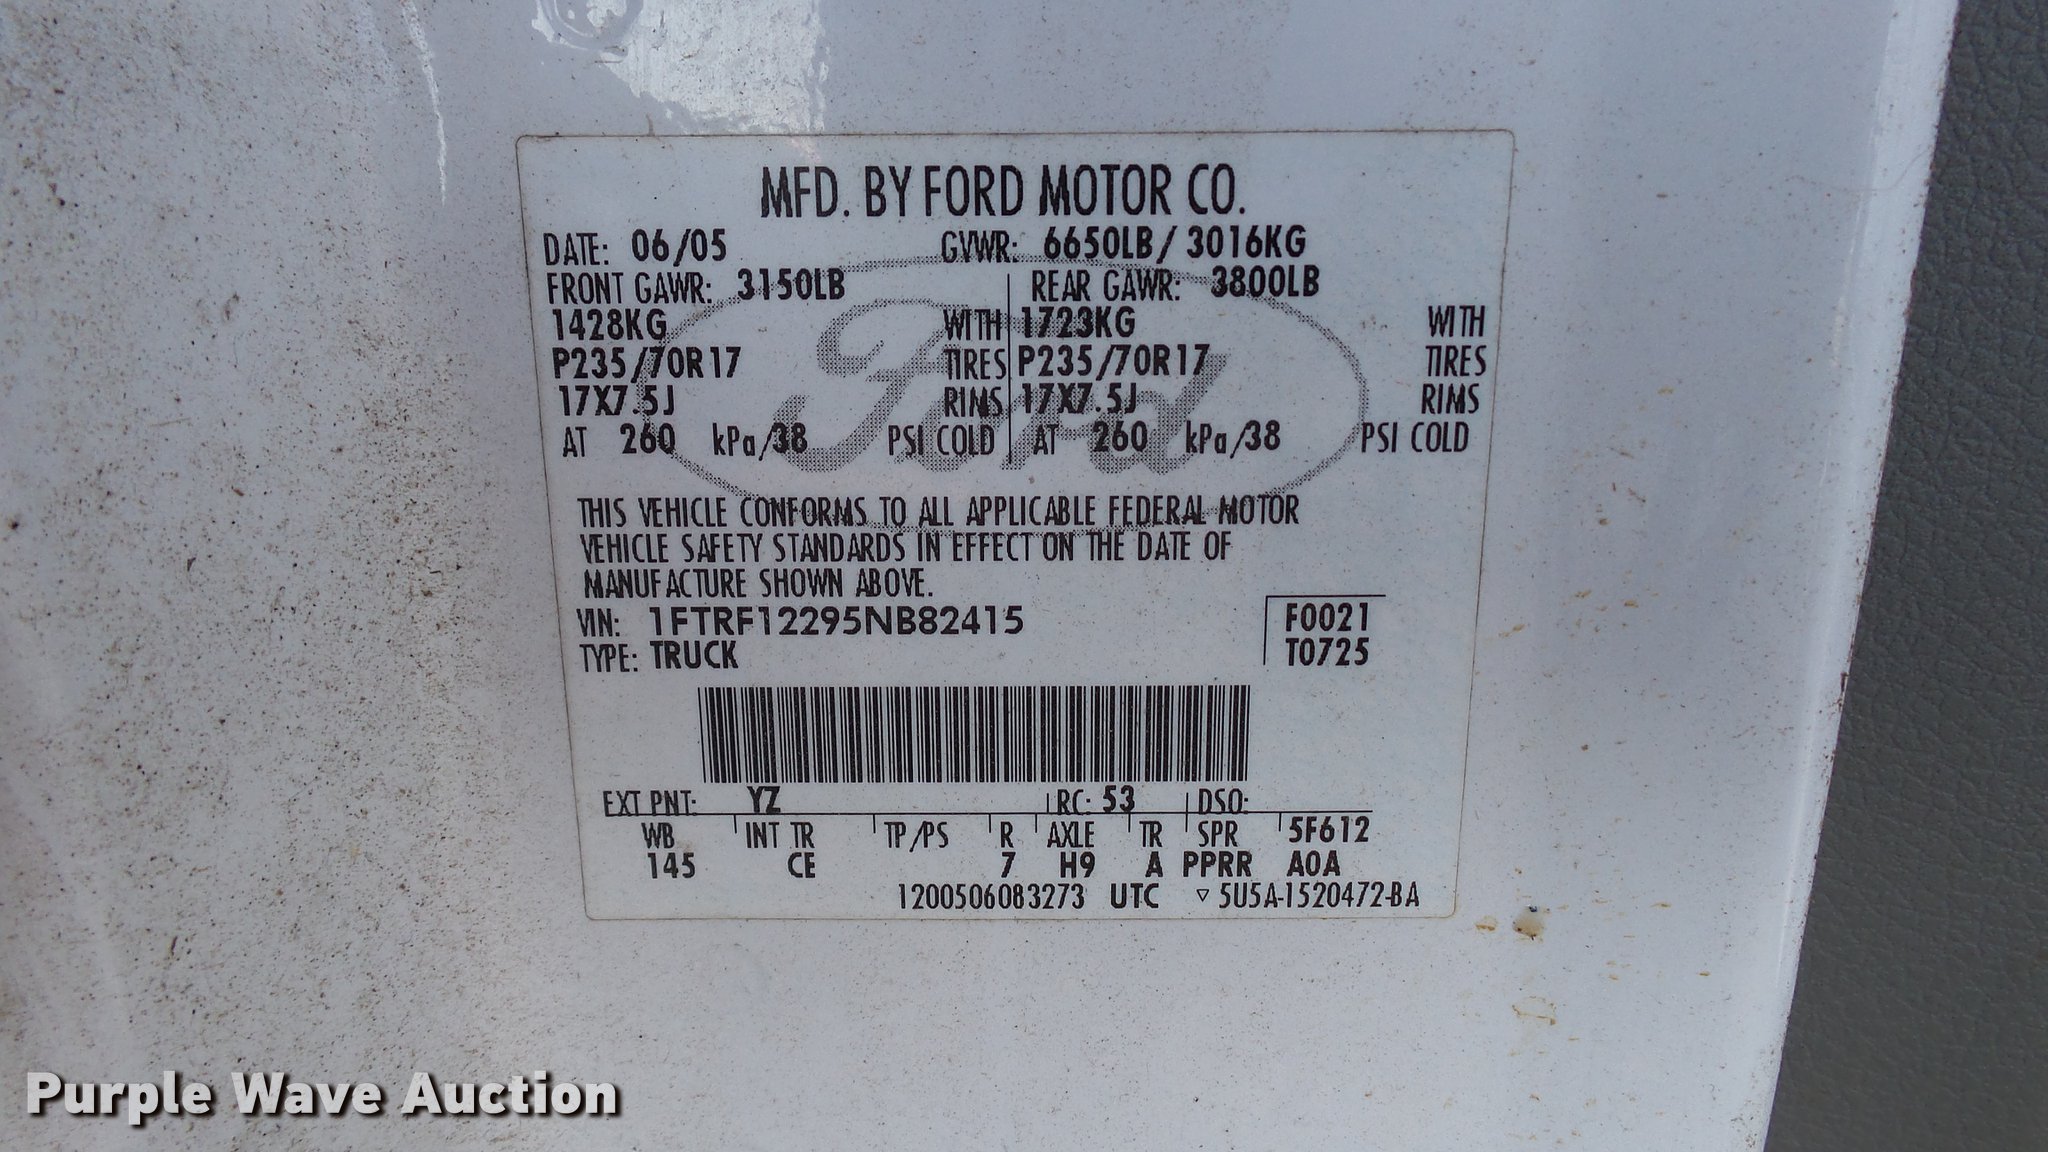 MFD. BY FORD MOTOR CO.
DATE: 06/05 GVWR: 6650LB / 3016KG
FRONT GAWR: 3150LB REAR GAWR: 3800LB
1428KG WITH 1723KG WITH
P235/70R17 TIRES P235/70R17 TIRES
17X7.5J RIMS 17X7.5J RIMS
AT 260 kPa/38 PSI COLD AT 260 kPa/38 PSI COLD
Ford
THIS VEHICLE CONFORMS TO ALL APPLICABLE FEDERAL MOTOR
VEHICLE SAFETY STANDARDS IN EFFECT ON THE DATE OF
MANUFACTURE SHOWN ABOVE.
VIN: 1FTRF12295NB82415 F0021
TYPE: TRUCK T0725
EXT PNT: YZ RC: 53 DSO:
WB INT TR TP/PS R AXLE TR SPR 5F612
145 CE 7 H9 A PPRR A0A
1200506083273 UTC ▽ 5U5A-1520472-BA
Purple Wave Auction